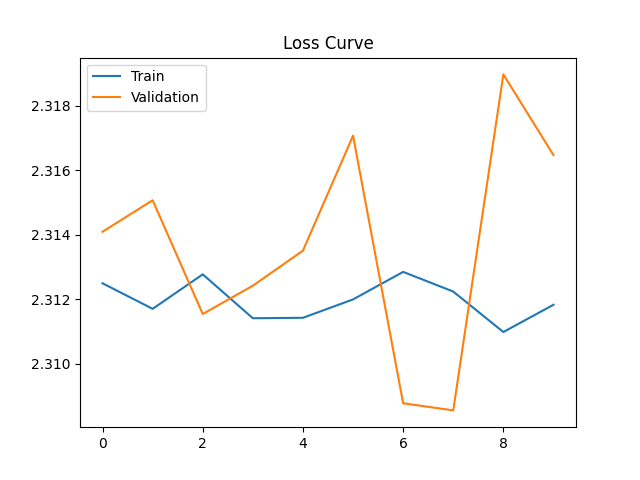 Loss Curve
Train
Validation
2.318
2.316
2.314
2.312
2.310
0 2 4 6 8